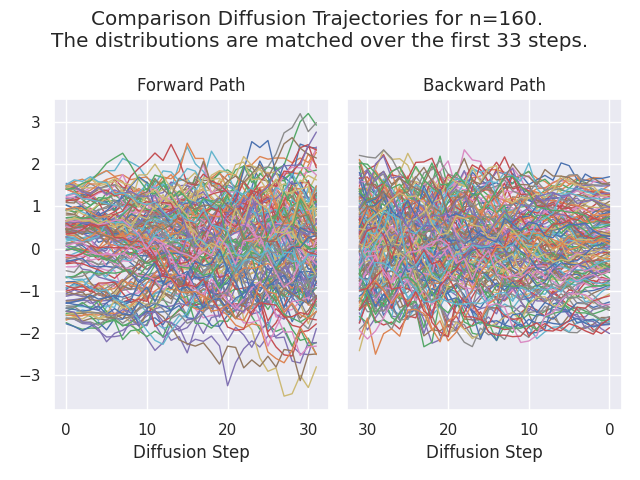 Comparison Diffusion Trajectories for n=160.
The distributions are matched over the first 33 steps.
Forward Path
Backward Path
3
2
1
0
−1
−2
−3
0 10 20 30
30 20 10 0
Diffusion Step
Diffusion Step